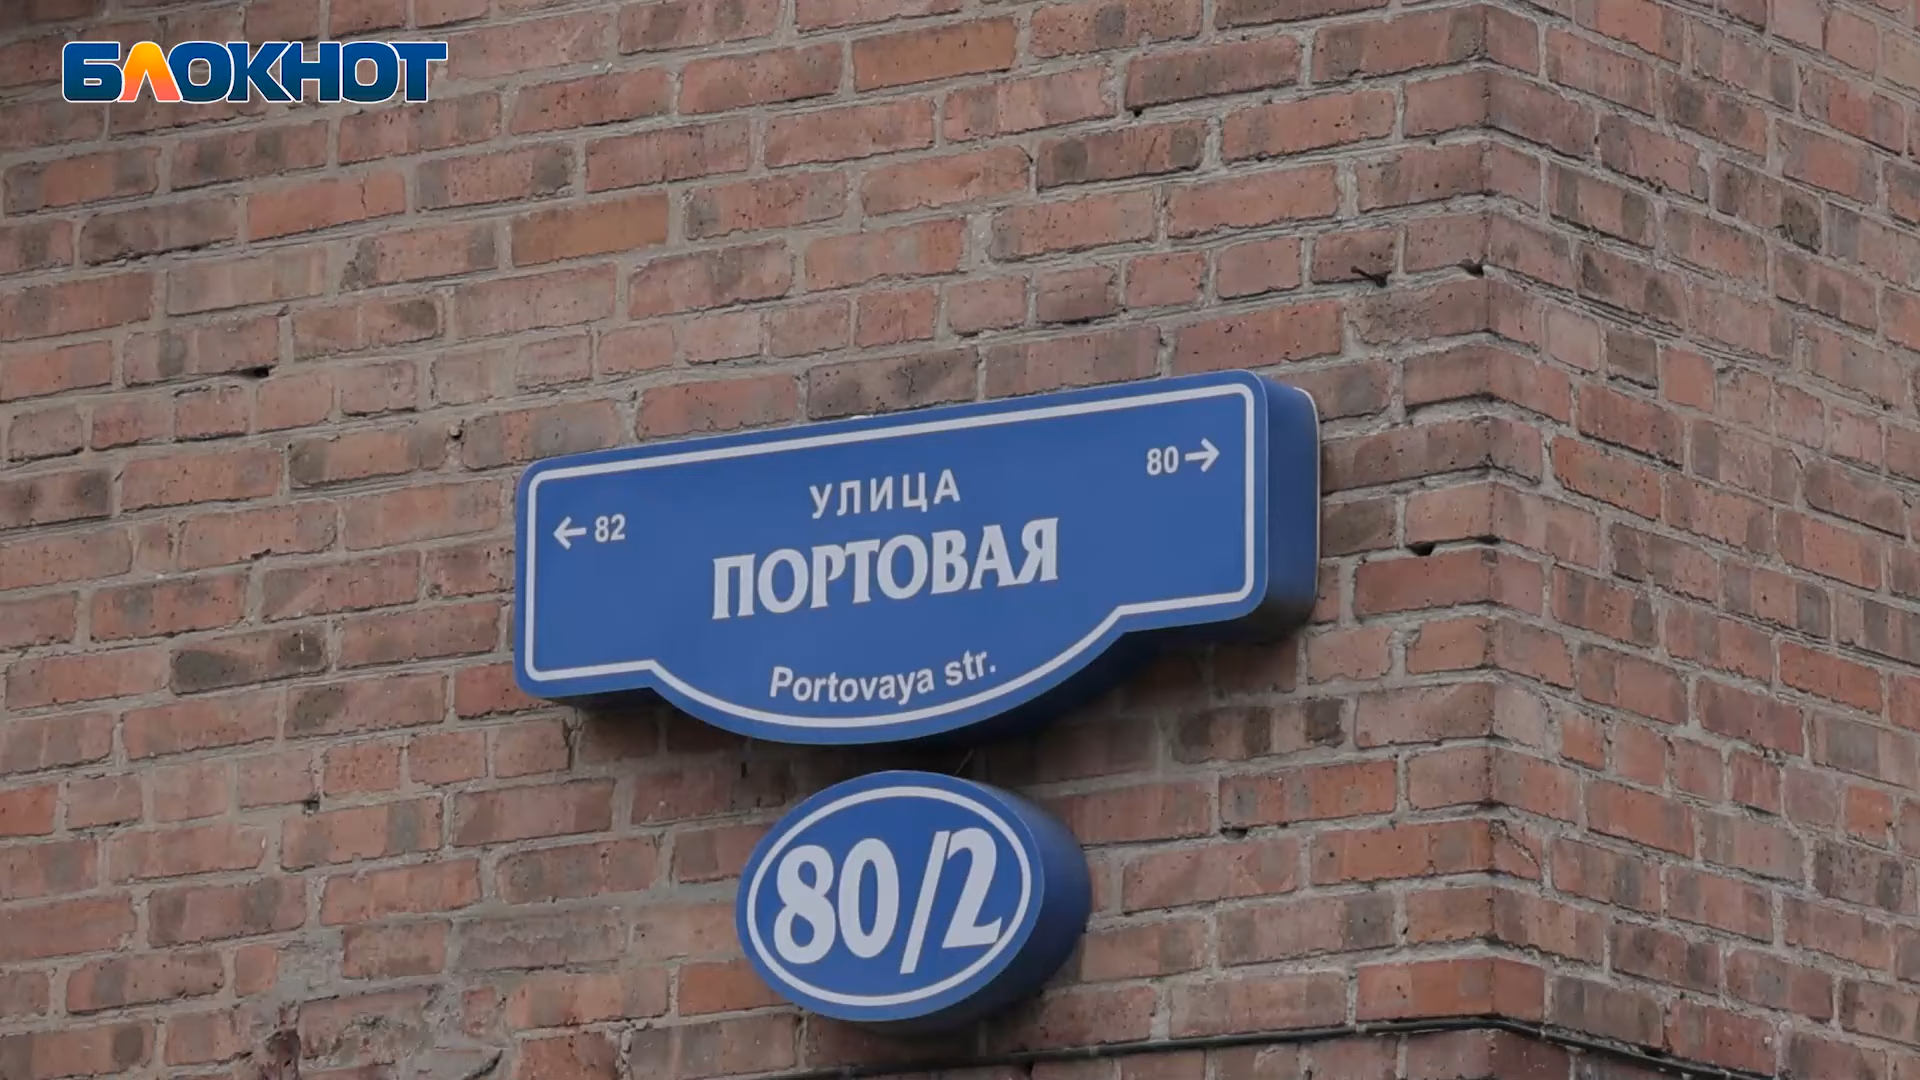 БЛОКНОТ
← 82
80 →
УЛИЦА
ПОРТОВАЯ
Portovaya str.
80/2